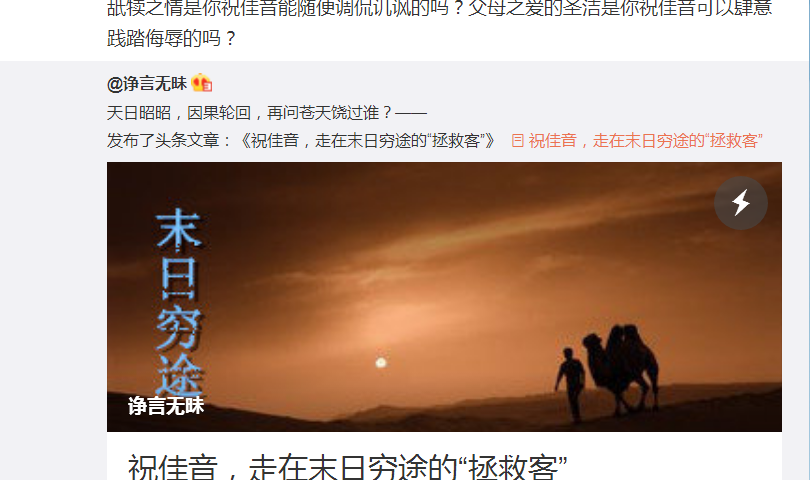 舐犊之情是你祝佳音能随便调侃讥讽的吗？父母之爱的圣洁是你祝佳音可以肆意
践踏侮辱的吗？
@诤言无昧
天日昭昭，因果轮回，再问苍天饶过谁？——
发布了头条文章：《祝佳音，走在末日穷途的“拯救客”》 祝佳音，走在末日穷途的“拯救客”
末日穷途
诤言无昧
祝佳音，走在末日穷途的“拯救客”